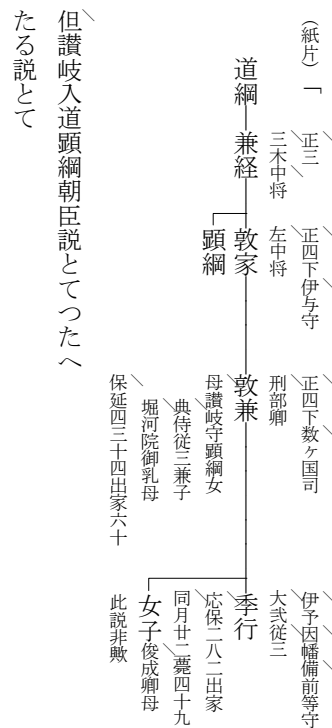 （紙片）「
道綱
正三
三木中将
兼経
正四下伊与守
左中将
敦家
顕綱
正四下数ヶ国司
刑部卿
敦兼
母讃岐守顕綱女
典侍従三兼子
堀河院御乳母
保延四三十四出家六十
伊予因幡備前等守
大弐従三
季行
応保二八二出家
同月廿二薨四十九
女子俊成卿母
此説非歟
但讃岐入道顕綱朝臣説とてつたへ
たる説とて